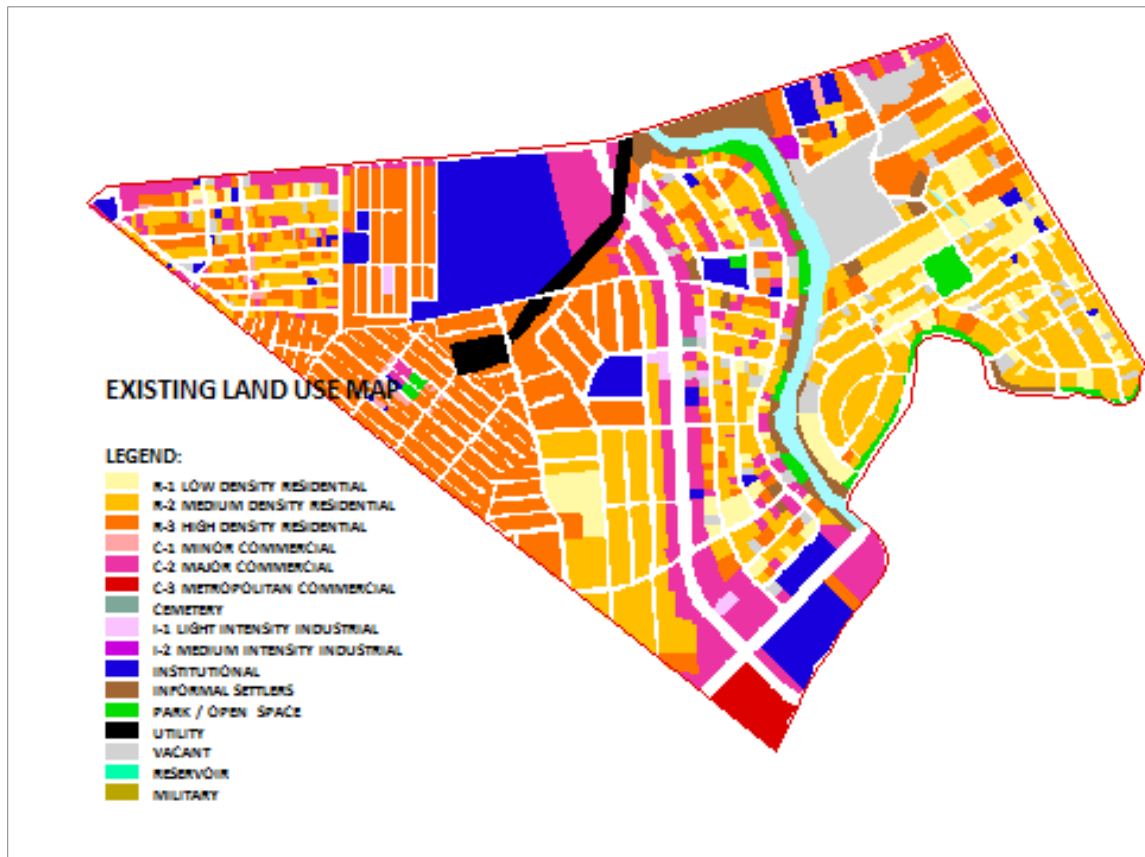 EXISTING LAND USE MAP
LEGEND:
R-1 LOW DENSITY RESIDENTIAL
R-2 MEDIUM DENSITY RESIDENTIAL
R-3 HIGH DENSITY RESIDENTIAL
C-1 MINOR COMMERCIAL
C-2 MAJOR COMMERCIAL
C-3 METROPOLITAN COMMERCIAL
CEMETERY
I-1 LIGHT INTENSITY INDUSTRIAL
I-2 MEDIUM INTENSITY INDUSTRIAL
INSTITUTIONAL
INFORMAL SETTLERS
PARK / OPEN SPACE
UTILITY
VACANT
RESERVOIR
MILITARY